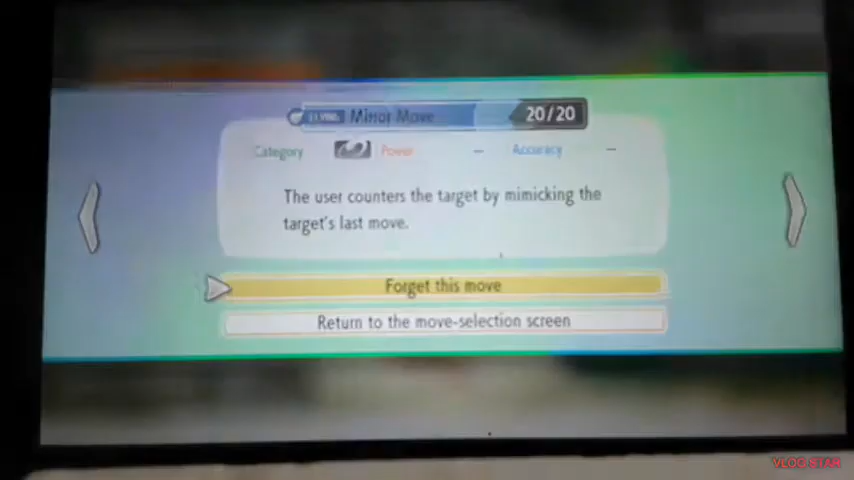 FLYING Mirror Move 20/20
Category Power — Accuracy —
The user counters the target by mimicking the
target's last move.
Forget this move
Return to the move-selection screen
VLOG STAR